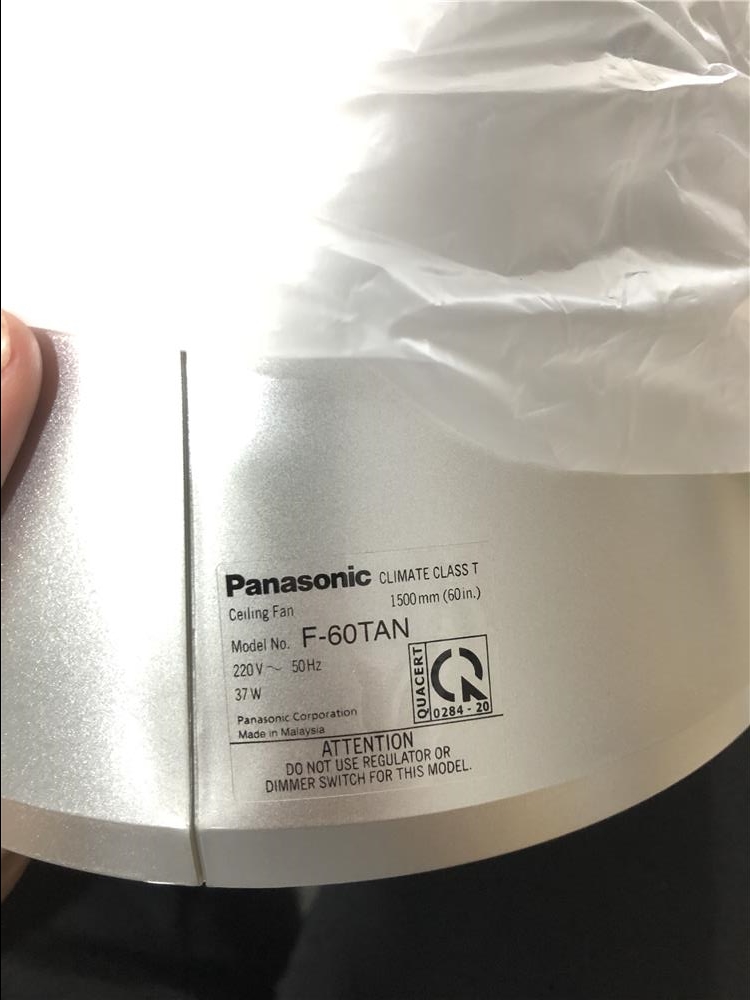 Panasonic CLIMATE CLASS T
Ceiling Fan 1500mm (60in.)
Model No. F-60TAN
220V ~ 50Hz
37W
QUACERT
0284 - 20
Panasonic Corporation
Made in Malaysia
ATTENTION
DO NOT USE REGULATOR OR
DIMMER SWITCH FOR THIS MODEL.